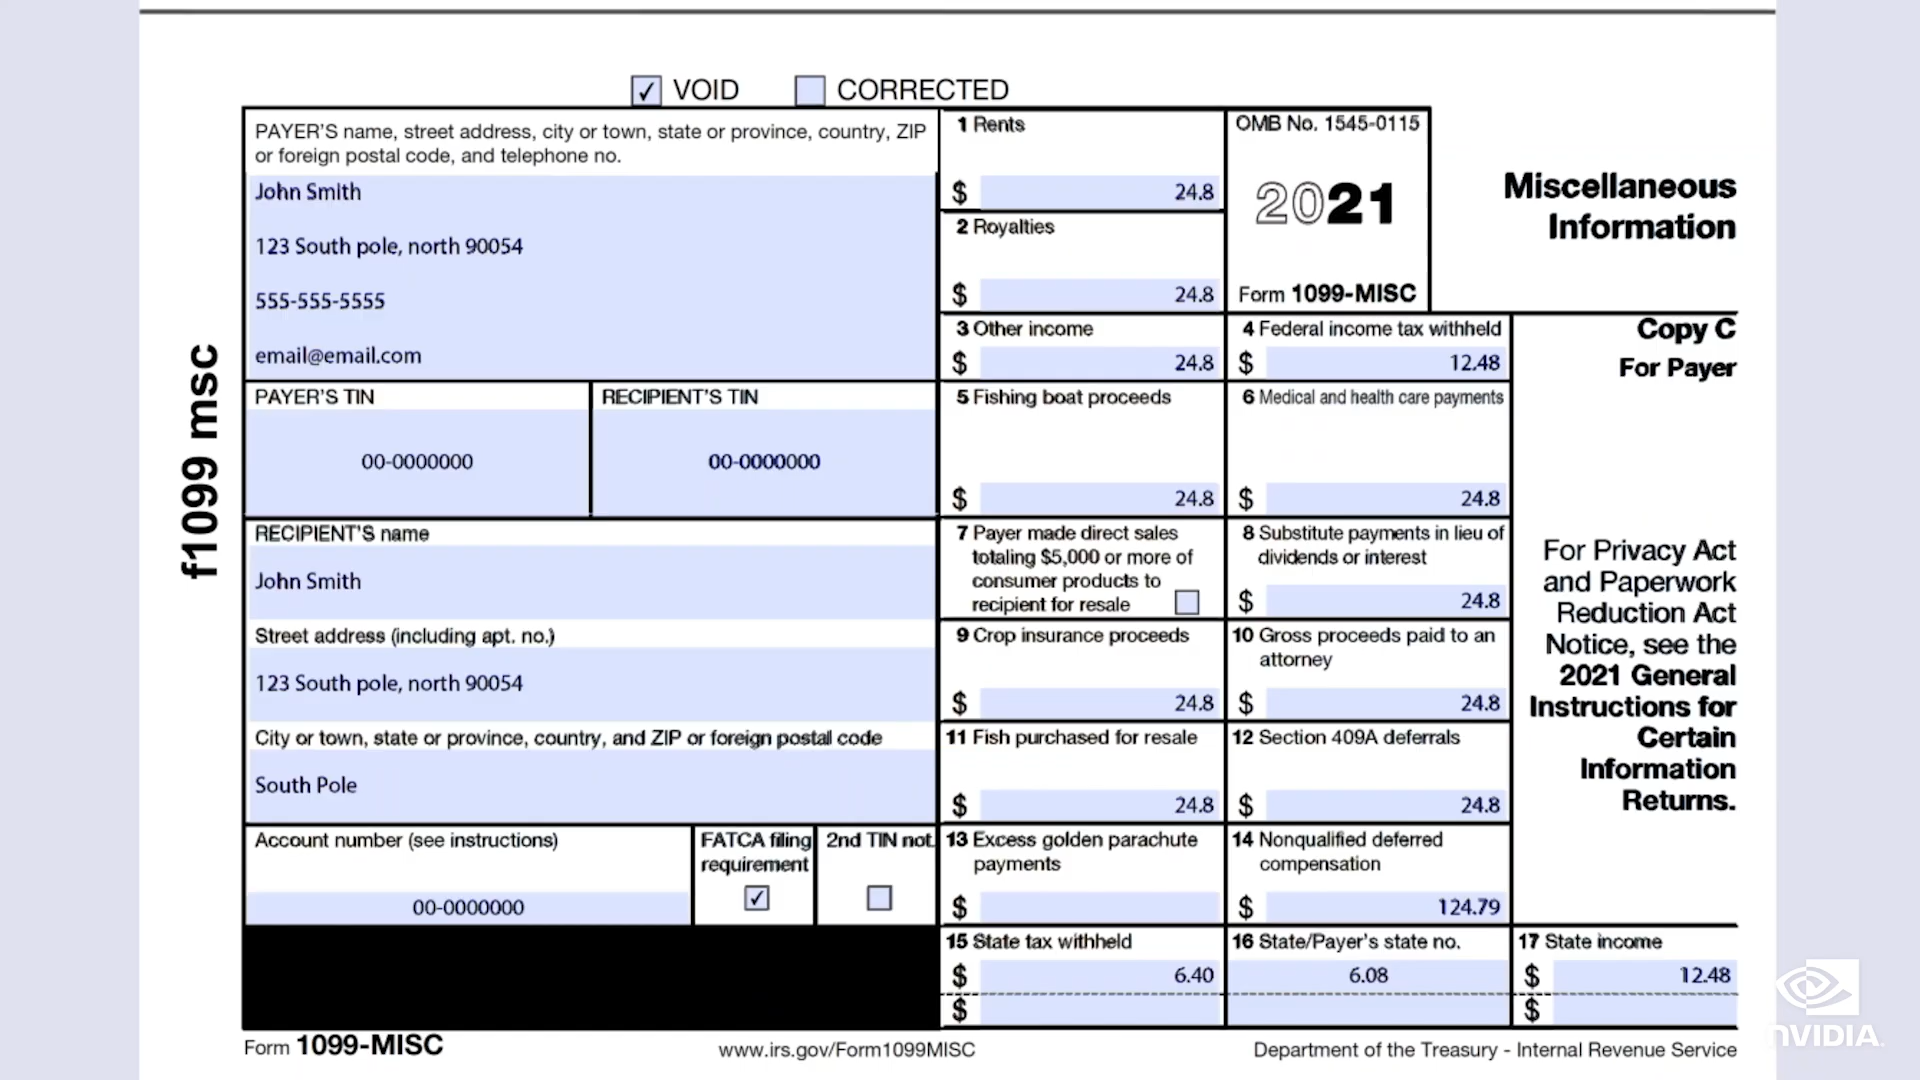 ✓ VOID CORRECTED
PAYER'S name, street address, city or town, state or province, country, ZIP
or foreign postal code, and telephone no.
John Smith
123 South pole, north 90054
555-555-5555
email@email.com
1 Rents
$ 24.8
OMB No. 1545-0115
2021
Form 1099-MISC
Miscellaneous
Information
2 Royalties
$ 24.8
3 Other income
$ 24.8
4 Federal income tax withheld
$ 12.48
Copy C
For Payer
f1099 msc
PAYER'S TIN
00-0000000
RECIPIENT'S TIN
00-0000000
5 Fishing boat proceeds
$ 24.8
6 Medical and health care payments
$ 24.8
RECIPIENT'S name
John Smith
7 Payer made direct sales
totaling $5,000 or more of
consumer products to
recipient for resale
8 Substitute payments in lieu of
dividends or interest
$ 24.8
For Privacy Act
and Paperwork
Reduction Act
Notice, see the
2021 General
Instructions for
Certain
Information
Returns.
Street address (including apt. no.)
123 South pole, north 90054
9 Crop insurance proceeds
$ 24.8
10 Gross proceeds paid to an
attorney
$ 24.8
City or town, state or province, country, and ZIP or foreign postal code
South Pole
11 Fish purchased for resale
$ 24.8
12 Section 409A deferrals
$ 24.8
Account number (see instructions)
00-0000000
FATCA filing
requirement
✓
2nd TIN not.
13 Excess golden parachute
payments
$
14 Nonqualified deferred
compensation
$ 124.79
15 State tax withheld
$ 6.40
$
16 State/Payer's state no.
6.08
17 State income
$ 12.48
$
Form 1099-MISC
www.irs.gov/Form1099MISC
Department of the Treasury - Internal Revenue Service
NVIDIA.